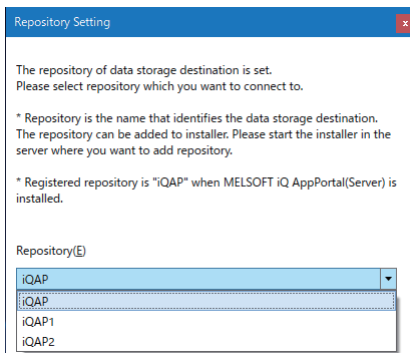 Repository Setting
x
The repository of data storage destination is set.
Please select repository which you want to connect to.
* Repository is the name that identifies the data storage destination.
The repository can be added to installer. Please start the installer in the
server where you want to add repository.
* Registered repository is "iQAP" when MELSOFT iQ AppPortal(Server) is
installed.
Repository(E)
iQAP
iQAP
iQAP1
iQAP2